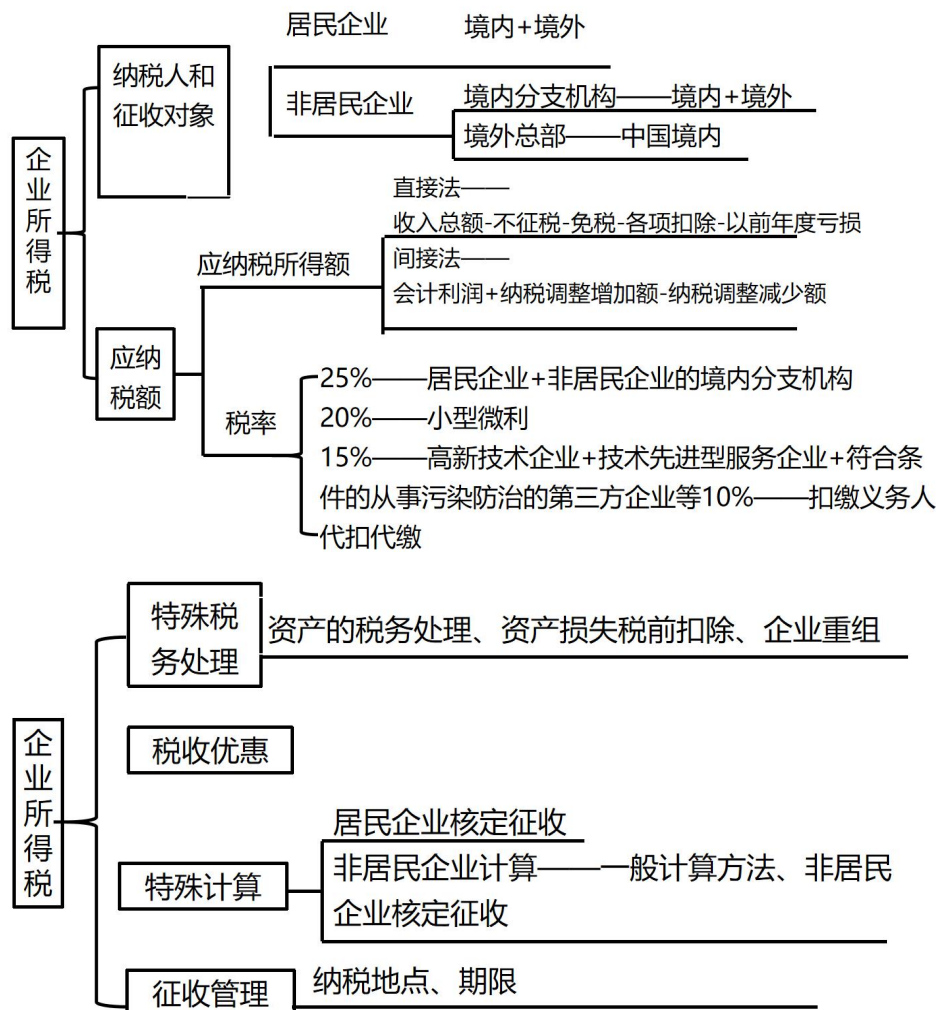 企业所得税
纳税人和
征收对象
居民企业 境内+境外
非居民企业
境内分支机构——境内+境外
境外总部——中国境内
应纳
税额
应纳税所得额
直接法——
收入总额-不征税-免税-各项扣除-以前年度亏损
间接法——
会计利润+纳税调整增加额-纳税调整减少额
税率
25%——居民企业+非居民企业的境内分支机构
20%——小型微利
15%——高新技术企业+技术先进型服务企业+符合条
件的从事污染防治的第三方企业等10%——扣缴义务人
代扣代缴
企业所得税
特殊税
务处理
资产的税务处理、资产损失税前扣除、企业重组
税收优惠
特殊计算
居民企业核定征收
非居民企业计算——一般计算方法、非居民
企业核定征收
征收管理
纳税地点、期限